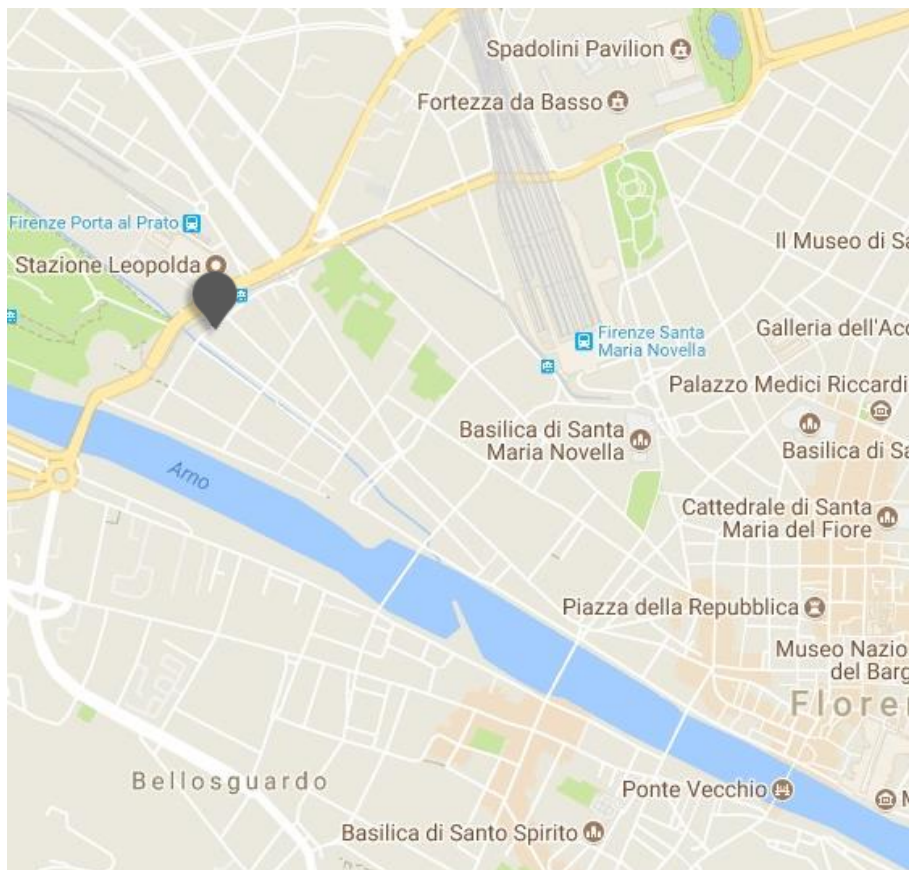 Spadolini Pavilion
Fortezza da Basso
Firenze Porta al Prato
Il Museo di Sa
Stazione Leopolda
Firenze Santa
Maria Novella
Galleria dell'Acc
Palazzo Medici Riccardi
Basilica di Santa
Maria Novella
Basilica di Sa
Arno
Cattedrale di Santa
Maria del Fiore
Piazza della Repubblica
Museo Nazio
del Barg
Floren
Bellosguardo
Ponte Vecchio
M
Basilica di Santo Spirito